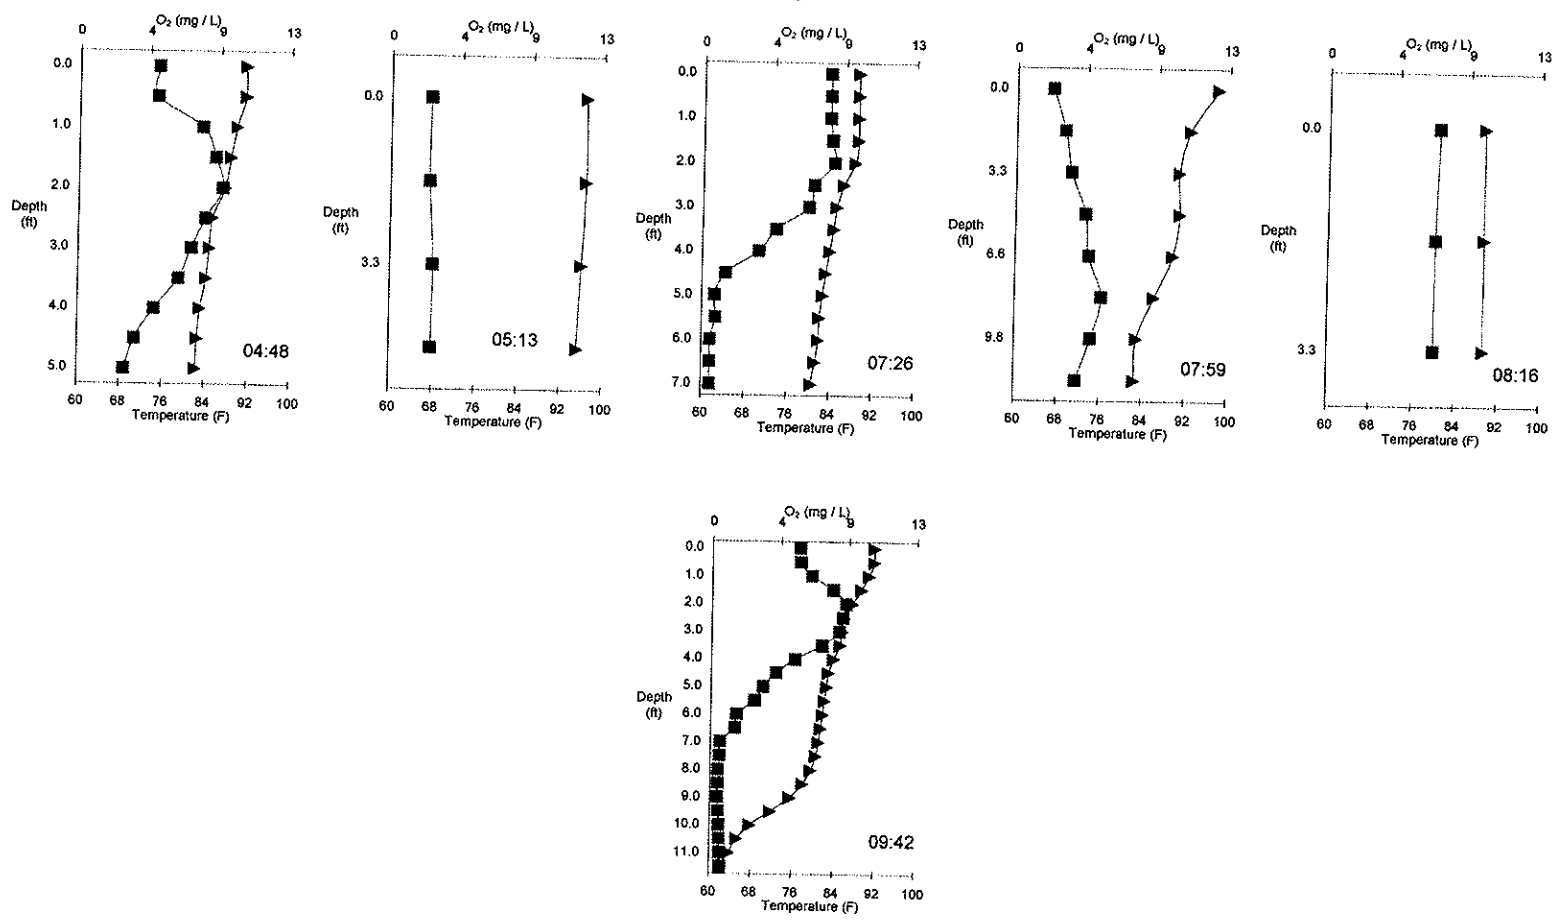 O₂ (mg / L)
0 4 9 13
0.0
1.0
2.0
Depth
(ft)
3.0
4.0
5.0
04:48
60 68 76 84 92 100
Temperature (F)
O₂ (mg / L)
0 4 9 13
0.0
Depth
(ft)
3.3
05:13
60 68 76 84 92 100
Temperature (F)
O₂ (mg / L)
0 4 9 13
0.0
1.0
2.0
3.0
Depth
(ft)
4.0
5.0
6.0
7.0
07:26
60 68 76 84 92 100
Temperature (F)
O₂ (mg / L)
0 4 9 13
0.0
3.3
Depth
(ft)
6.6
9.8
07:59
60 68 76 84 92 100
Temperature (F)
O₂ (mg / L)
0 4 9 13
0.0
Depth
(ft)
3.3
08:16
60 68 76 84 92 100
Temperature (F)
O₂ (mg / L)
0 4 9 13
0.0
1.0
2.0
3.0
4.0
5.0
Depth
(ft)
6.0
7.0
8.0
9.0
10.0
11.0
09:42
60 68 76 84 92 100
Temperature (F)